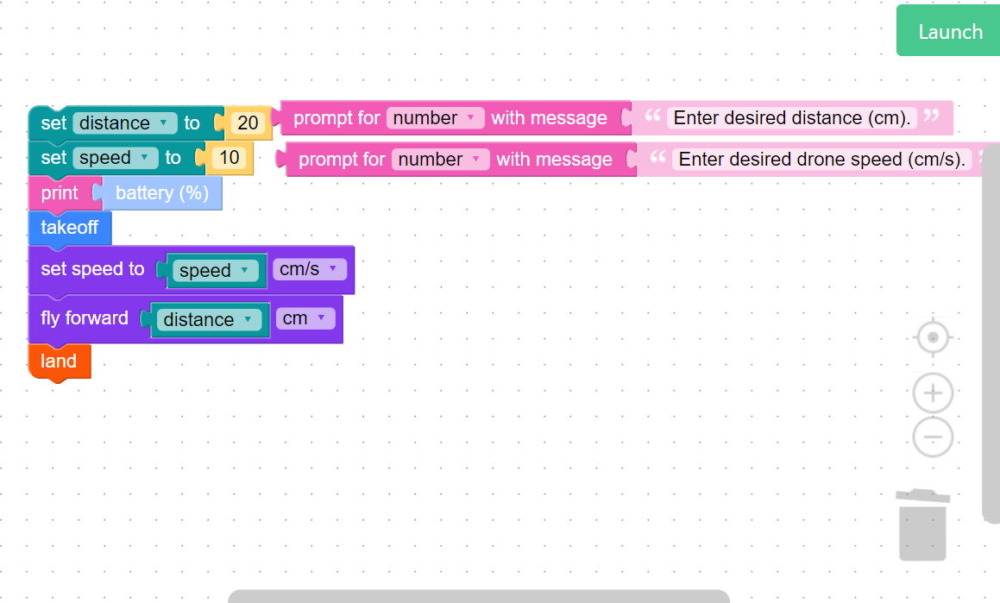 Launch
set distance to 20 prompt for number with message “ Enter desired distance (cm). ”
set speed to 10 prompt for number with message “ Enter desired drone speed (cm/s). ”
print battery (%)
takeoff
set speed to speed cm/s
fly forward distance cm
land